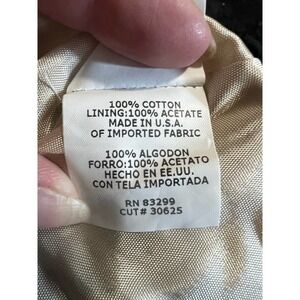 100% COTTON
LINING:100% ACETATE
MADE IN U.S.A.
OF IMPORTED FABRIC
100% ALGODON
FORRO:100% ACETATO
HECHO EN EE.UU.
CON TELA IMPORTADA
RN 83299
CUT# 30625